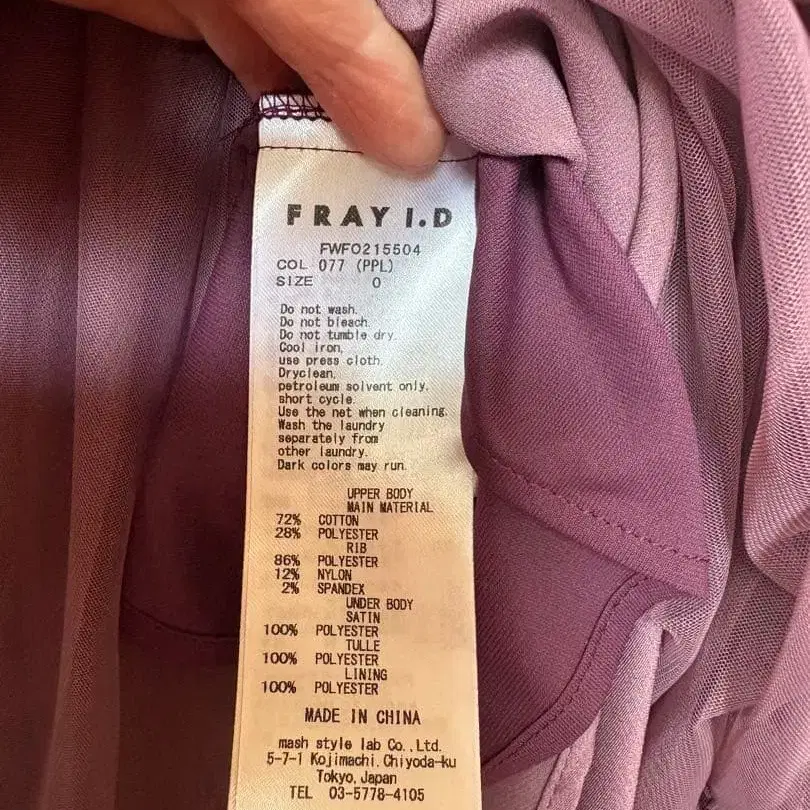 FRAY I.D
FWFO215504
COL 077 (PPL)
SIZE 0
Do not wash.
Do not bleach.
Do not tumble dry.
Cool iron,
use press cloth.
Dryclean,
petroleum solvent only.
short cycle.
Use the net when cleaning.
Wash the laundry
separately from
other laundry.
Dark colors may run.
UPPER BODY
MAIN MATERIAL
72% COTTON
28% POLYESTER
RIB
86% POLYESTER
12% NYLON
2% SPANDEX
UNDER BODY
SATIN
100% POLYESTER
TULLE
100% POLYESTER
LINING
100% POLYESTER
MADE IN CHINA
mash style lab Co.,Ltd.
5-7-1 Kojimachi,Chiyoda-ku
Tokyo,Japan
TEL 03-5778-4105